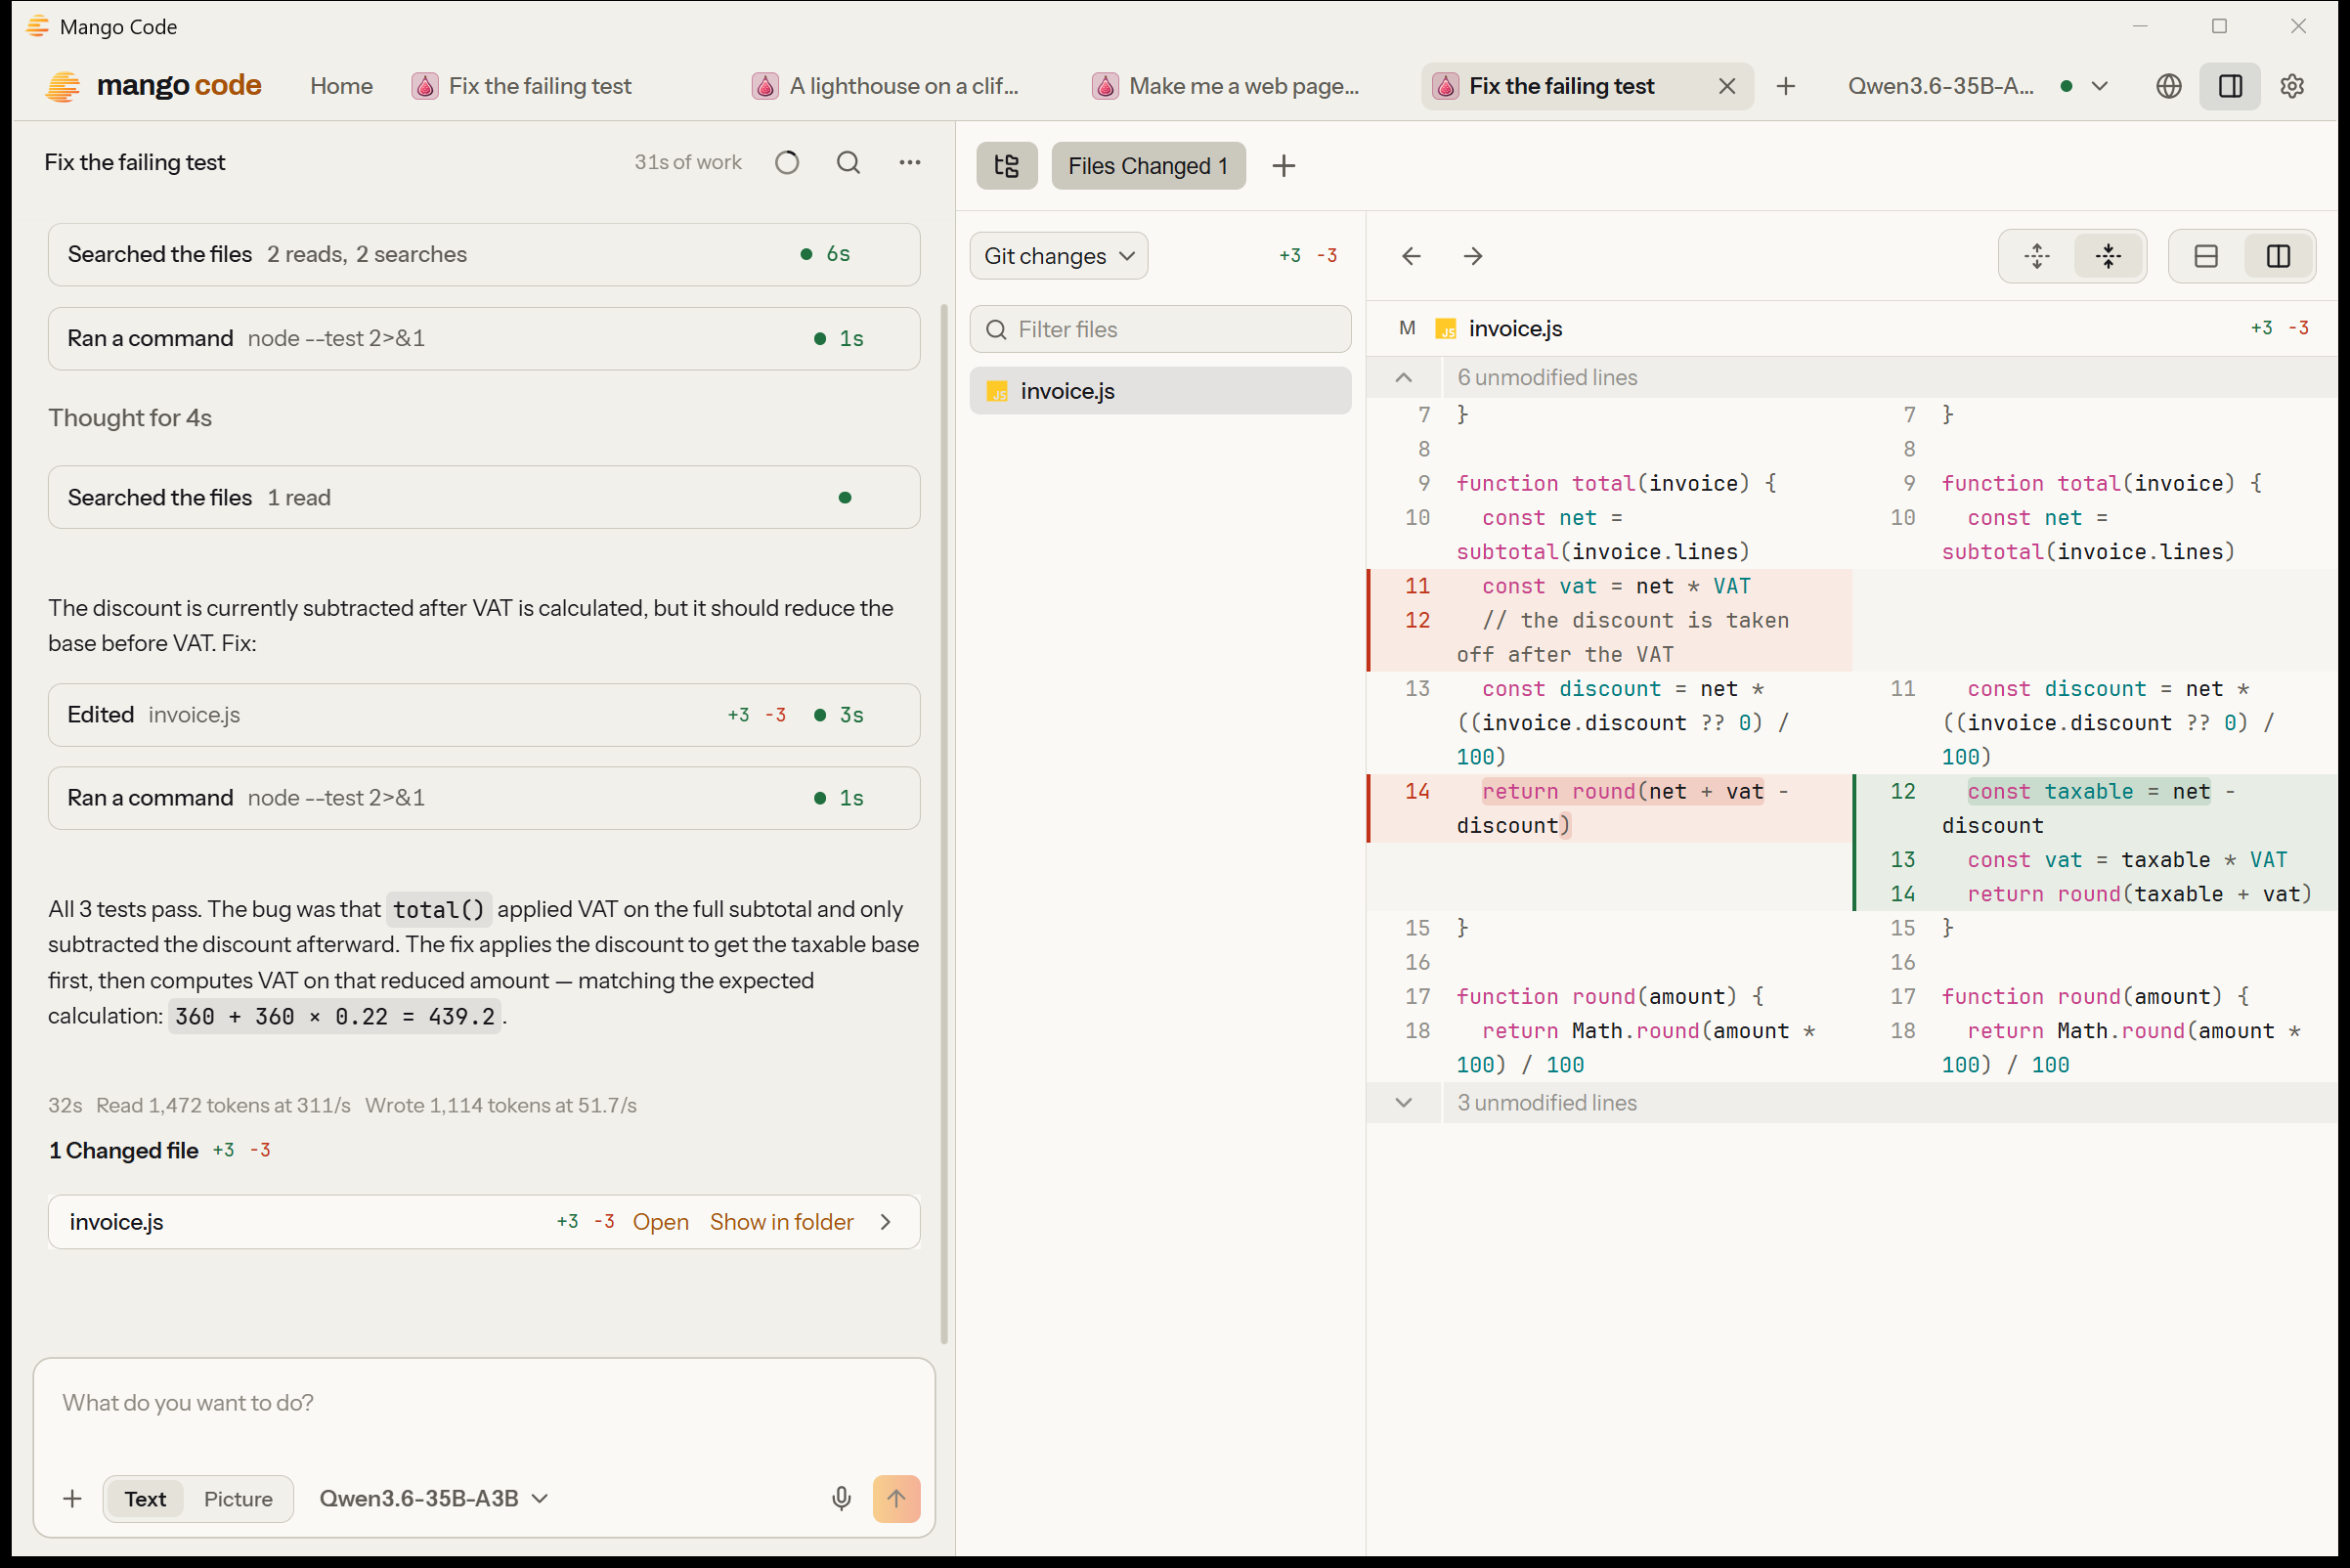 Mango Code
mango code
Home
Fix the failing test
A lighthouse on a clif...
Make me a web page...
Fix the failing test
Qwen3.6-35B-A...
Fix the failing test
31s of work
Searched the files 2 reads, 2 searches 6s
Ran a command node --test 2>&1 1s
Thought for 4s
Searched the files 1 read
The discount is currently subtracted after VAT is calculated, but it should reduce the
base before VAT. Fix:
Edited invoice.js +3 -3 3s
Ran a command node --test 2>&1 1s
All 3 tests pass. The bug was that total() applied VAT on the full subtotal and only
subtracted the discount afterward. The fix applies the discount to get the taxable base
first, then computes VAT on that reduced amount — matching the expected
calculation: 360 + 360 × 0.22 = 439.2.
32s Read 1,472 tokens at 311/s Wrote 1,114 tokens at 51.7/s
1 Changed file +3 -3
invoice.js +3 -3 Open Show in folder
What do you want to do?
Text Picture Qwen3.6-35B-A3B
Files Changed 1
Git changes +3 -3
Filter files
JS invoice.js
M JS invoice.js +3 -3
6 unmodified lines
7 }
8
9 function total(invoice) {
10 const net =
subtotal(invoice.lines)
11 const vat = net * VAT
12 // the discount is taken
off after the VAT
13 const discount = net *
((invoice.discount ?? 0) /
100)
14 return round(net + vat -
discount)
15 }
16
17 function round(amount) {
18 return Math.round(amount *
100) / 100
7 }
8
9 function total(invoice) {
10 const net =
subtotal(invoice.lines)
11 const discount = net *
((invoice.discount ?? 0) /
100)
12 const taxable = net -
discount
13 const vat = taxable * VAT
14 return round(taxable + vat)
15 }
16
17 function round(amount) {
18 return Math.round(amount *
100) / 100
3 unmodified lines